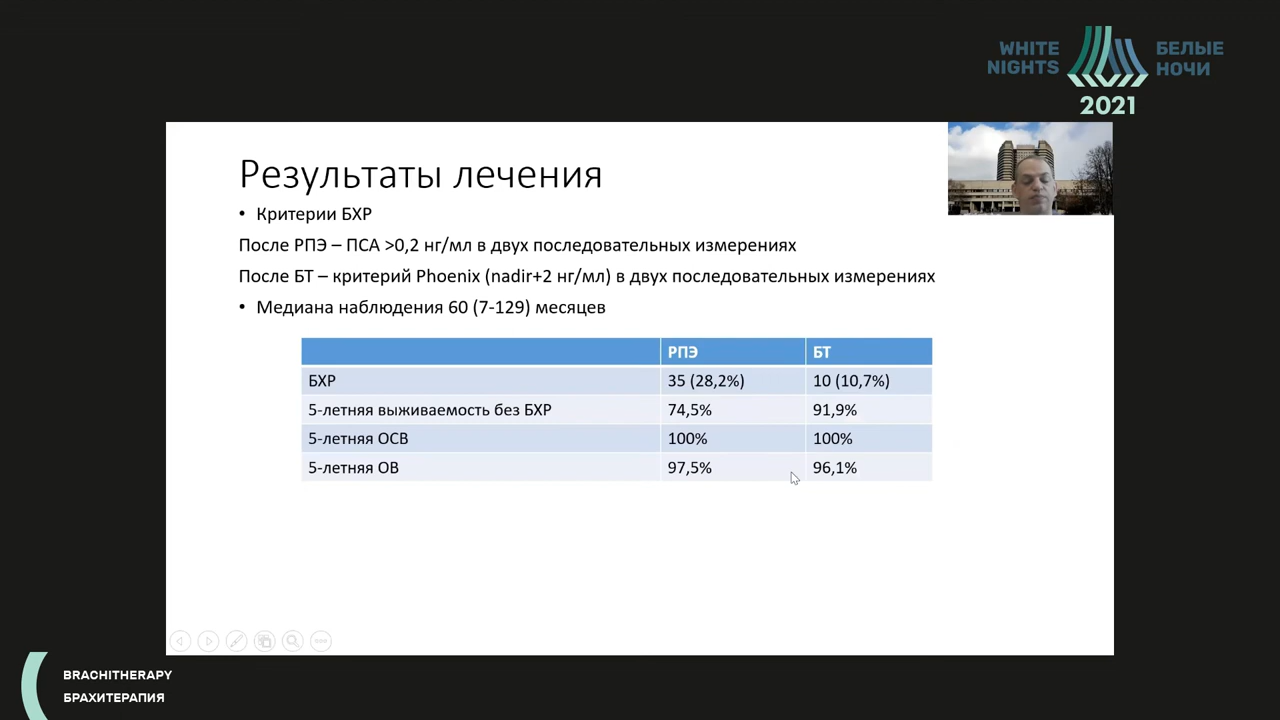 WHITE NIGHTS
БЕЛЫЕ НОЧИ
2021
Результаты лечения
• Критерии БХР
После РПЭ – ПСА >0,2 нг/мл в двух последовательных измерениях
После БТ – критерий Phoenix (nadir+2 нг/мл) в двух последовательных измерениях
• Медиана наблюдения 60 (7-129) месяцев
РПЭ БТ
БХР 35 (28,2%) 10 (10,7%)
5-летняя выживаемость без БХР 74,5% 91,9%
5-летняя ОСВ 100% 100%
5-летняя ОВ 97,5% 96,1%
BRACHITHERAPY
БРАХИТЕРАПИЯ